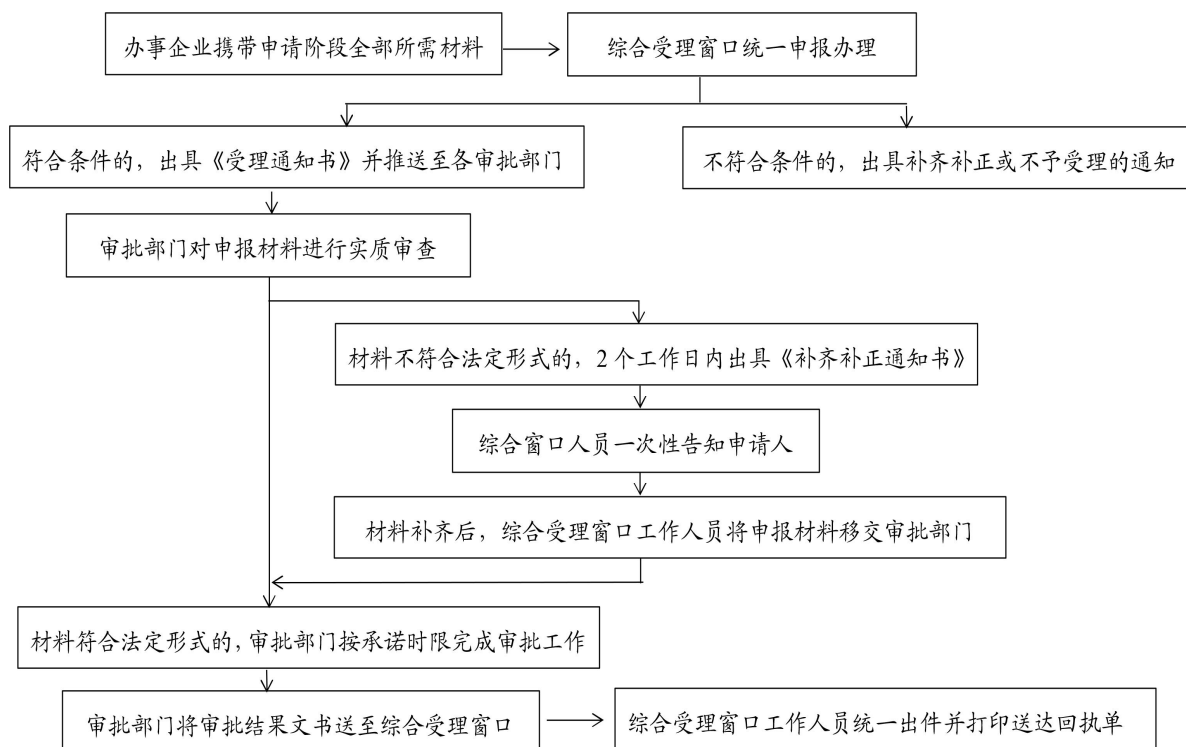 办事企业携带申请阶段全部所需材料
综合受理窗口统一申报办理
符合条件的，出具《受理通知书》并推送至各审批部门
不符合条件的，出具补齐补正或不予受理的通知
审批部门对申报材料进行实质审查
材料不符合法定形式的，2个工作日内出具《补齐补正通知书》
综合窗口人员一次性告知申请人
材料补齐后，综合受理窗口工作人员将申报材料移交审批部门
材料符合法定形式的，审批部门按承诺时限完成审批工作
审批部门将审批结果文书送至综合受理窗口
综合受理窗口工作人员统一出件并打印送达回执单